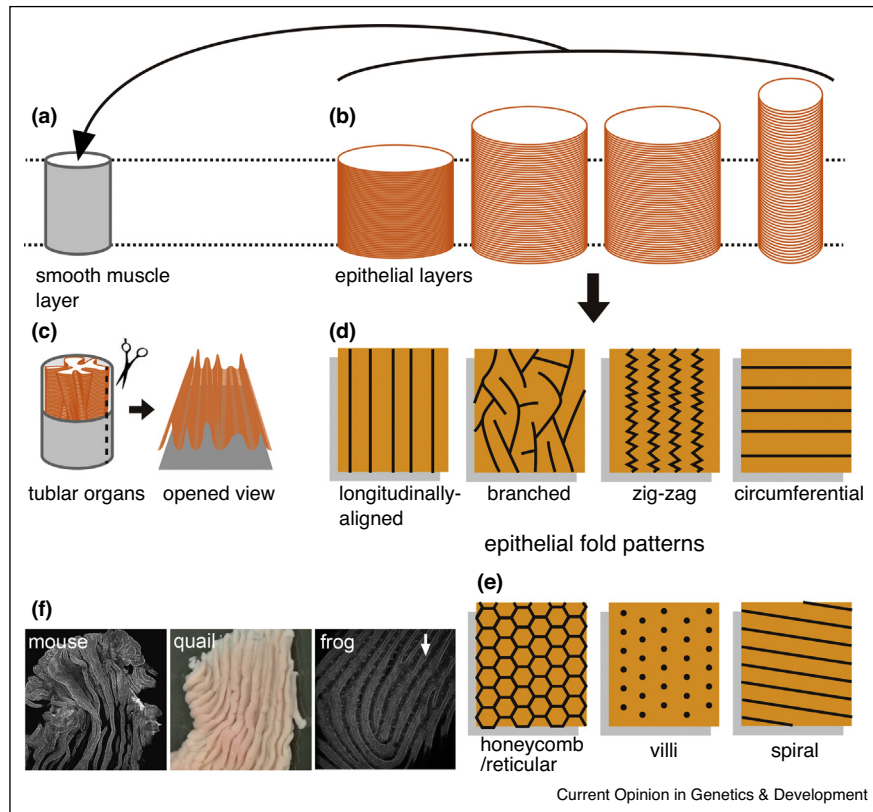 (a)
(b)
smooth muscle
layer
epithelial layers
(c)
(d)
tublar organs
opened view
longitudinally-
aligned
branched
zig-zag
circumferential
epithelial fold patterns
(e)
(f)
mouse
quail
frog
honeycomb
/reticular
villi
spiral
Current Opinion in Genetics & Development